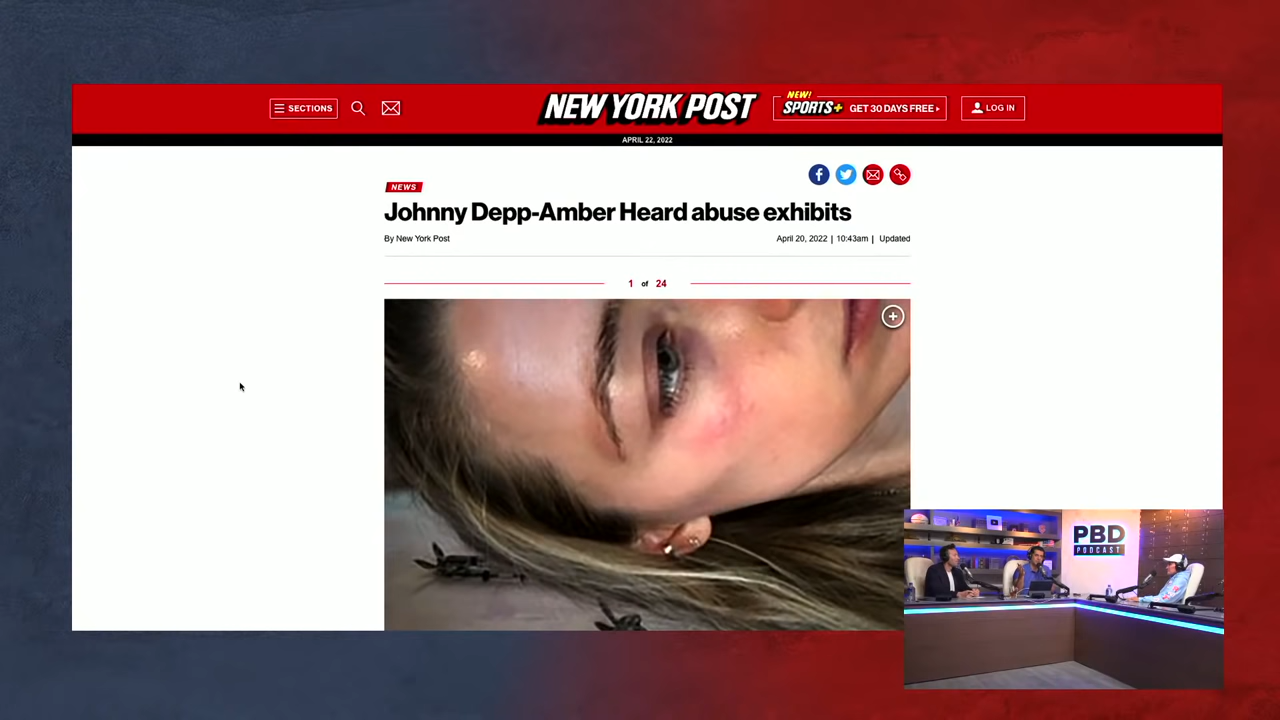 SECTIONS
NEW YORK POST
NEW!
SPORTS+ GET 30 DAYS FREE
LOG IN
APRIL 22, 2022
NEWS
Johnny Depp-Amber Heard abuse exhibits
By New York Post
April 20, 2022 | 10:43am | Updated
1 of 24
PBD
PODCAST